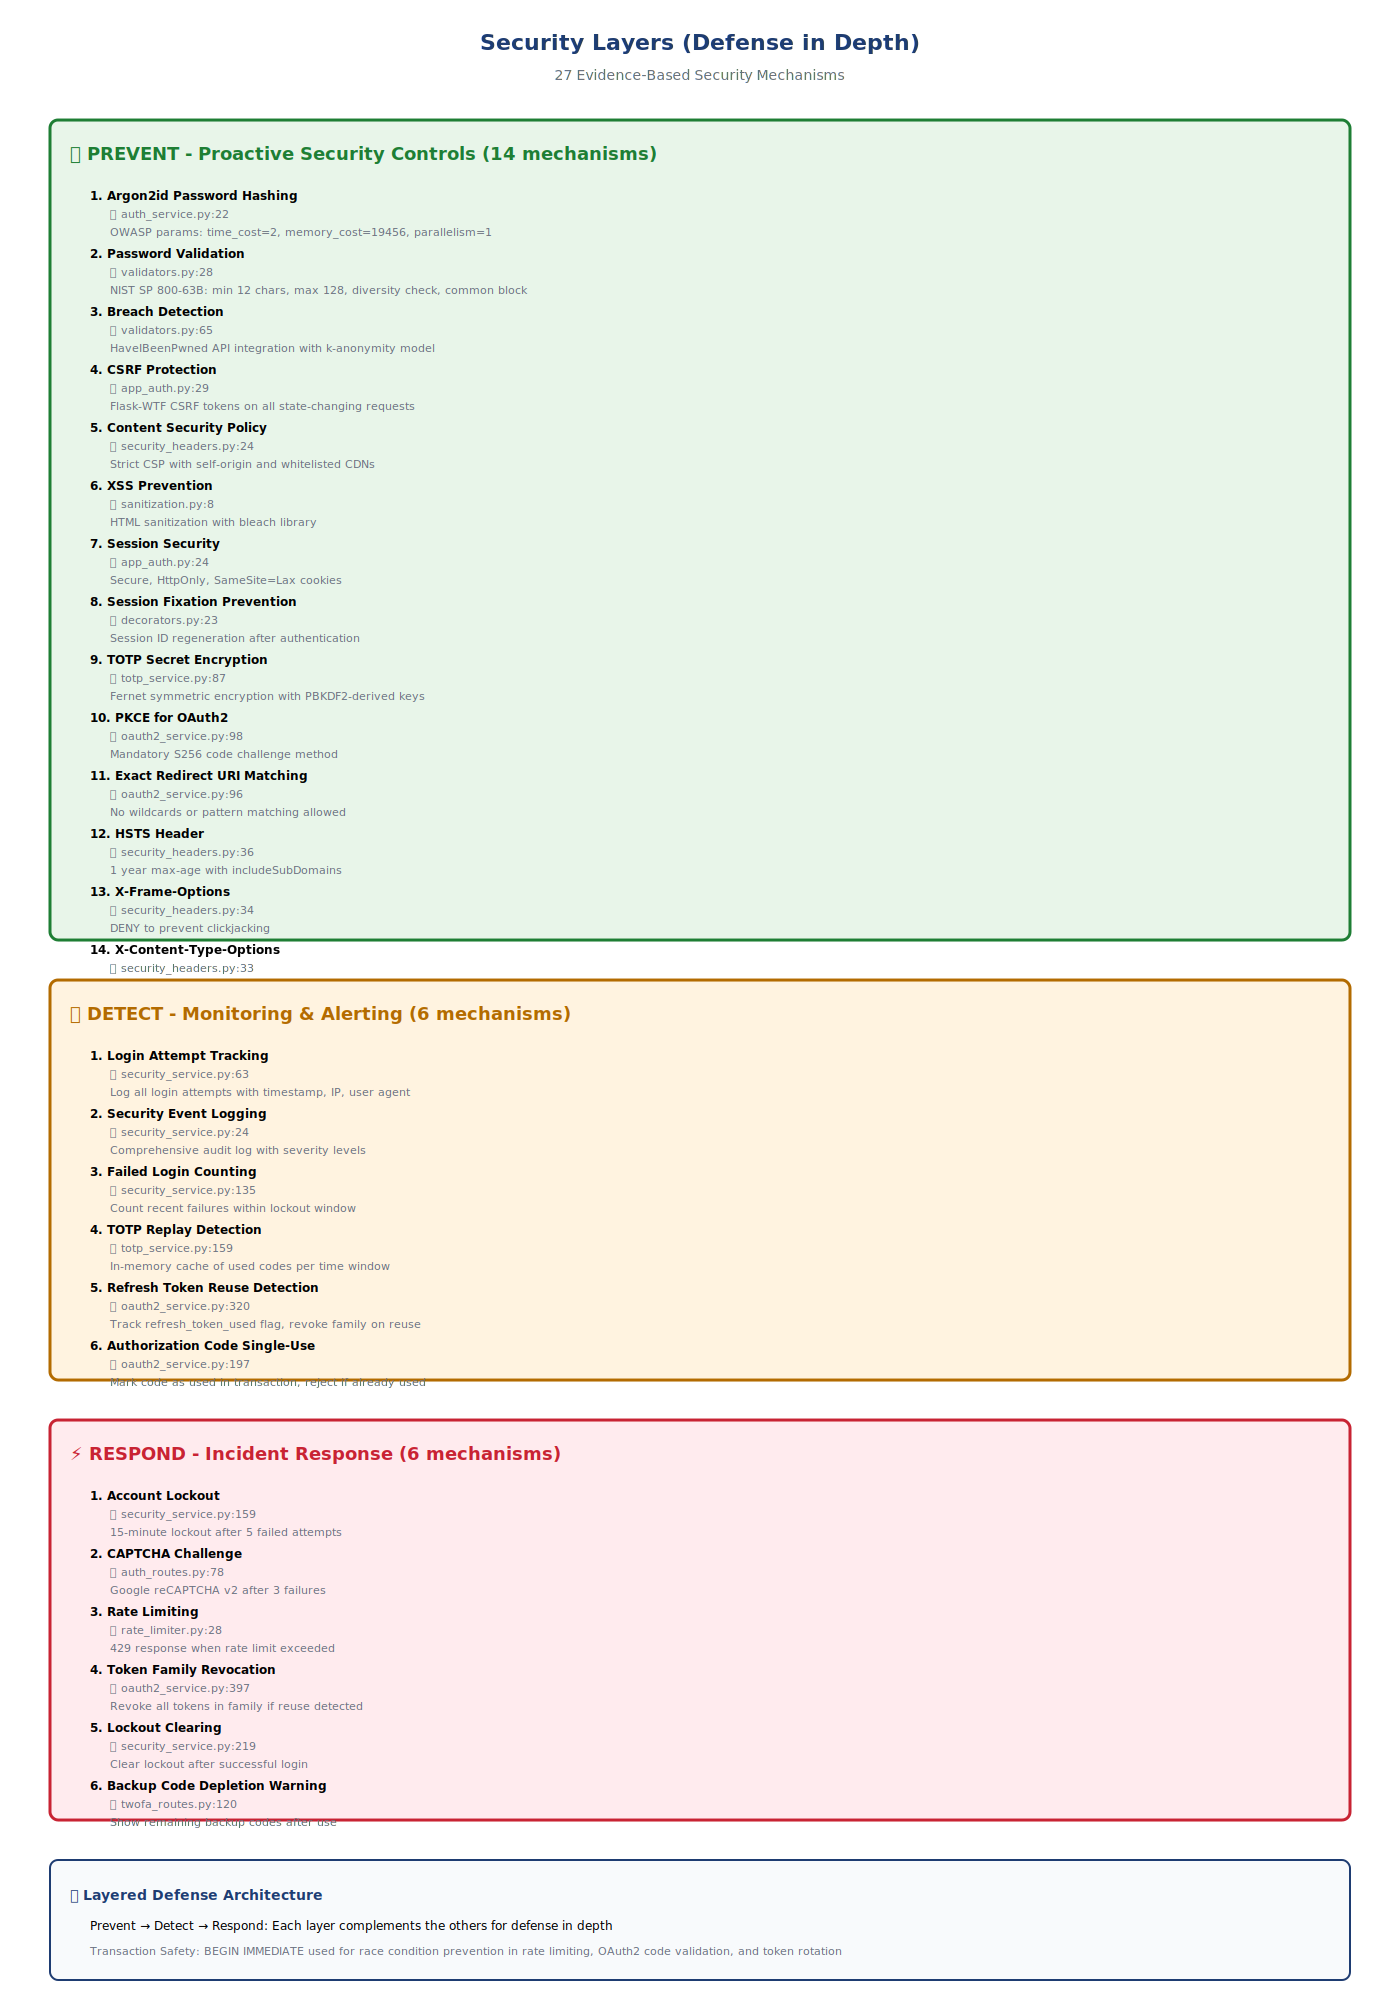 Security Layers (Defense in Depth)
27 Evidence-Based Security Mechanisms
PREVENT - Proactive Security Controls (14 mechanisms)
1. Argon2id Password Hashing
auth_service.py:22
OWASP params: time_cost=2, memory_cost=19456, parallelism=1
2. Password Validation
validators.py:28
NIST SP 800-63B: min 12 chars, max 128, diversity check, common block
3. Breach Detection
validators.py:65
HaveIBeenPwned API integration with k-anonymity model
4. CSRF Protection
app_auth.py:29
Flask-WTF CSRF tokens on all state-changing requests
5. Content Security Policy
security_headers.py:24
Strict CSP with self-origin and whitelisted CDNs
6. XSS Prevention
sanitization.py:8
HTML sanitization with bleach library
7. Session Security
app_auth.py:24
Secure, HttpOnly, SameSite=Lax cookies
8. Session Fixation Prevention
decorators.py:23
Session ID regeneration after authentication
9. TOTP Secret Encryption
totp_service.py:87
Fernet symmetric encryption with PBKDF2-derived keys
10. PKCE for OAuth2
oauth2_service.py:98
Mandatory S256 code challenge method
11. Exact Redirect URI Matching
oauth2_service.py:96
No wildcards or pattern matching allowed
12. HSTS Header
security_headers.py:36
1 year max-age with includeSubDomains
13. X-Frame-Options
security_headers.py:34
DENY to prevent clickjacking
14. X-Content-Type-Options
security_headers.py:33
DETECT - Monitoring & Alerting (6 mechanisms)
1. Login Attempt Tracking
security_service.py:63
Log all login attempts with timestamp, IP, user agent
2. Security Event Logging
security_service.py:24
Comprehensive audit log with severity levels
3. Failed Login Counting
security_service.py:135
Count recent failures within lockout window
4. TOTP Replay Detection
totp_service.py:159
In-memory cache of used codes per time window
5. Refresh Token Reuse Detection
oauth2_service.py:320
Track refresh_token_used flag, revoke family on reuse
6. Authorization Code Single-Use
oauth2_service.py:197
Mark code as used in transaction, reject if already used
⚡ RESPOND - Incident Response (6 mechanisms)
1. Account Lockout
security_service.py:159
15-minute lockout after 5 failed attempts
2. CAPTCHA Challenge
auth_routes.py:78
Google reCAPTCHA v2 after 3 failures
3. Rate Limiting
rate_limiter.py:28
429 response when rate limit exceeded
4. Token Family Revocation
oauth2_service.py:397
Revoke all tokens in family if reuse detected
5. Lockout Clearing
security_service.py:219
Clear lockout after successful login
6. Backup Code Depletion Warning
twofa_routes.py:120
Show remaining backup codes after use
Layered Defense Architecture
Prevent → Detect → Respond: Each layer complements the others for defense in depth
Transaction Safety: BEGIN IMMEDIATE used for race condition prevention in rate limiting, OAuth2 code validation, and token rotation